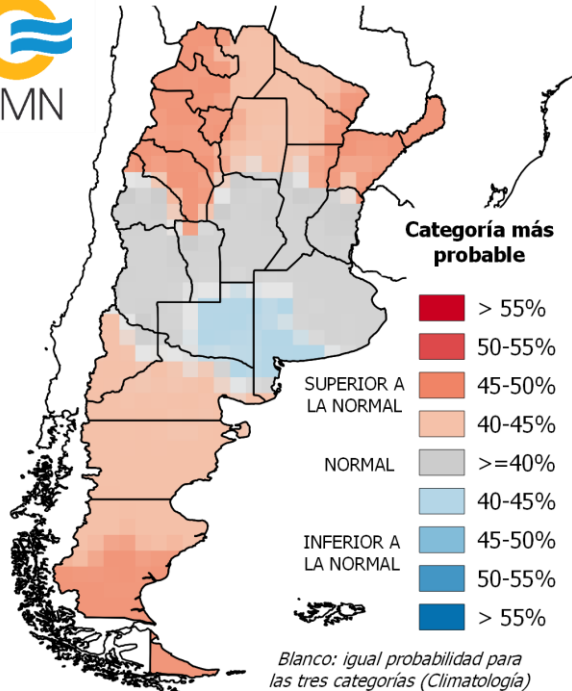 MN
Categoría más
probable
> 55%
50-55%
SUPERIOR A
LA NORMAL
45-50%
40-45%
NORMAL
>=40%
40-45%
INFERIOR A
LA NORMAL
45-50%
50-55%
> 55%
Blanco: igual probabilidad para
las tres categorías (Climatología)